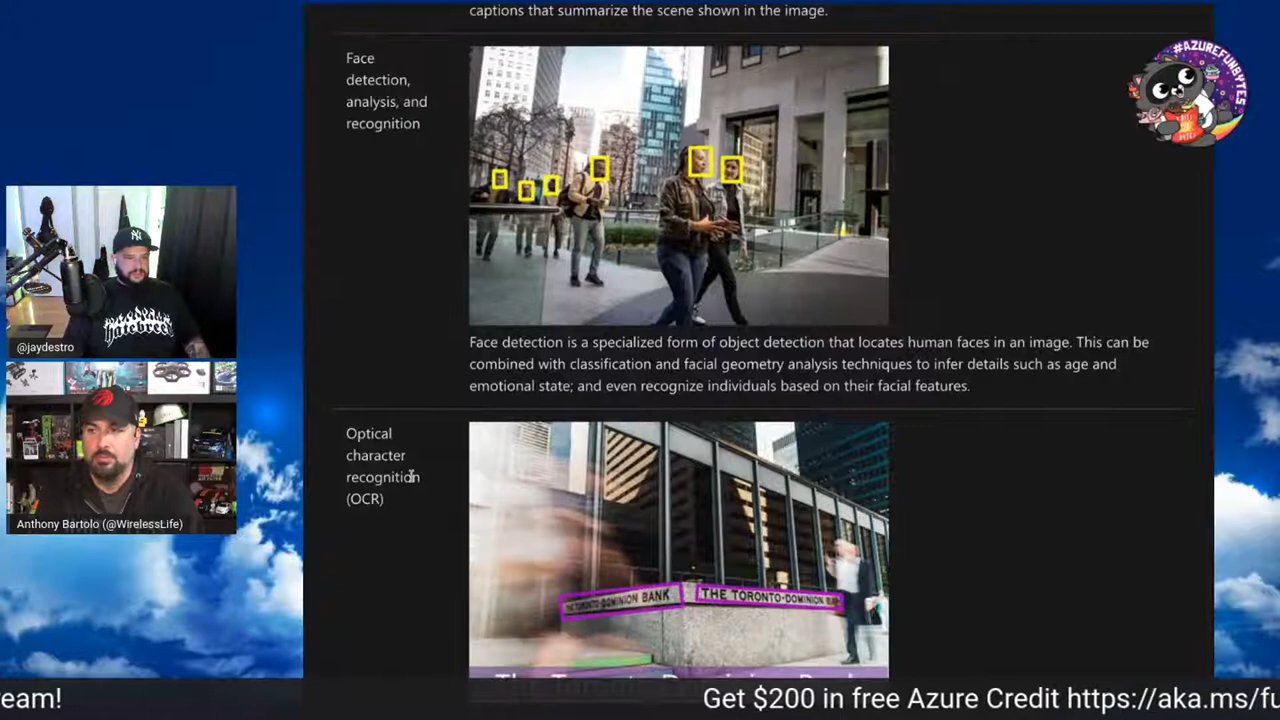 captions that summarize the scene shown in the image.
#AZUREFUNBYTES
Face
detection,
analysis, and
recognition
NY
hatebreed
@jaydestro
Face detection is a specialized form of object detection that locates human faces in an image. This can be
combined with classification and facial geometry analysis techniques to infer details such as age and
emotional state; and even recognize individuals based on their facial features.
Optical
character
recognition
(OCR)
Anthony Bartolo (@WirelessLife)
TORONTO-DOMINION BANK
THE TORONTO-DOMINION
ream!
Get $200 in free Azure Credit https://aka.ms/fu